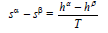 s^α − s^β = (h^α − h^β) / T